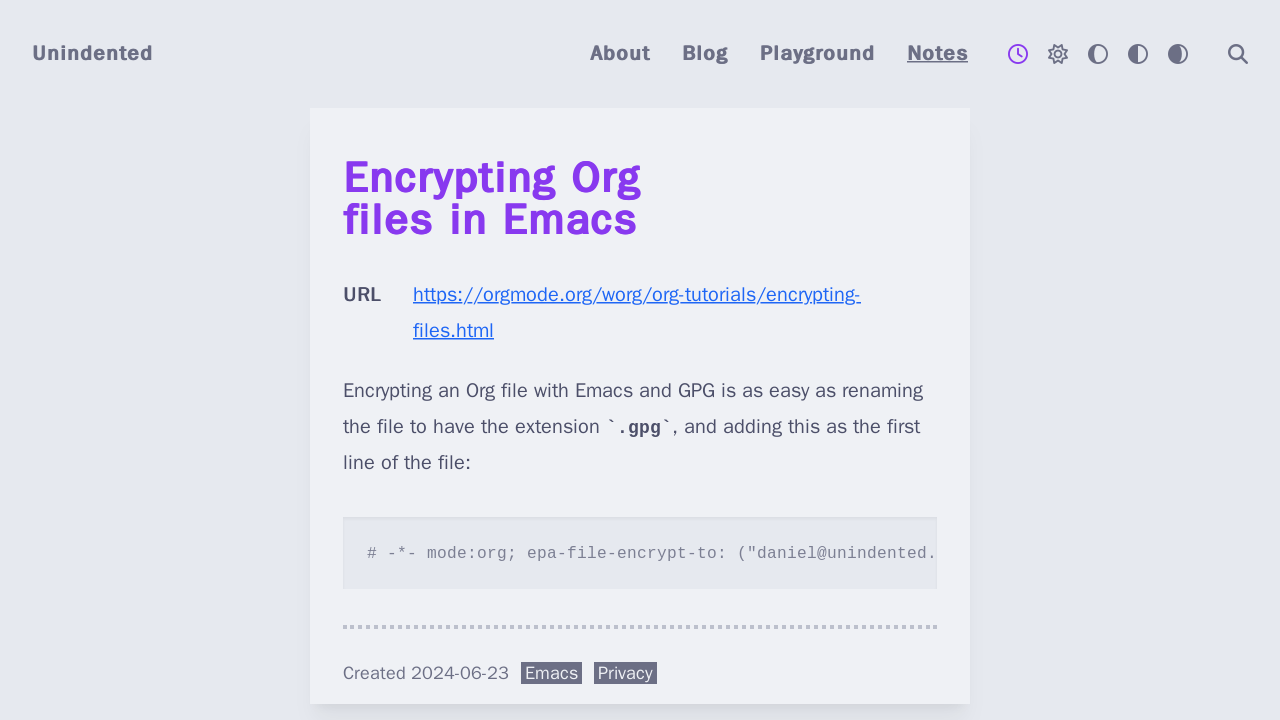 Unindented
About
Blog
Playground
Notes
Encrypting Org
files in Emacs
URL
https://orgmode.org/worg/org-tutorials/encrypting-
files.html
Encrypting an Org file with Emacs and GPG is as easy as renaming
the file to have the extension `.gpg`, and adding this as the first
line of the file:
# -*- mode:org; epa-file-encrypt-to: ("daniel@unindented.
Created 2024-06-23 Emacs Privacy